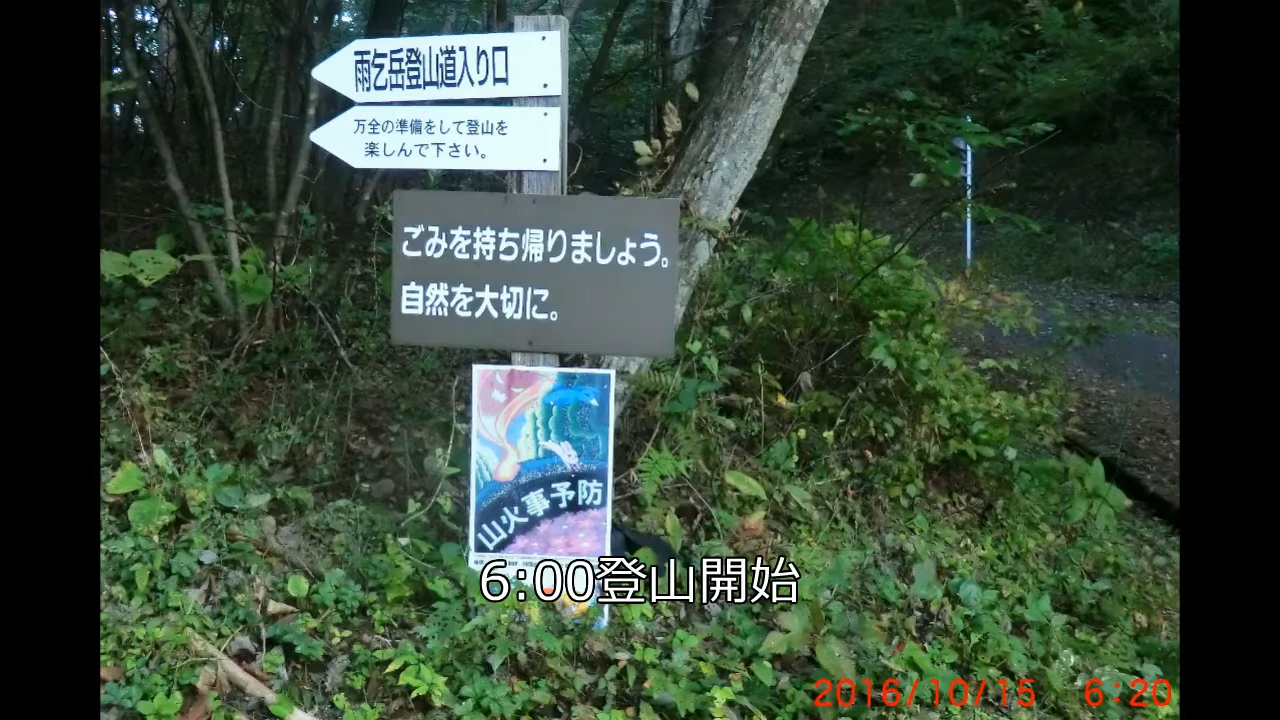 雨乞岳登山道入り口
万全の準備をして登山を
楽しんで下さい。
ごみを持ち帰りましょう。
自然を大切に。
山火事予防
6:00登山開始
2016/10/15 6:20